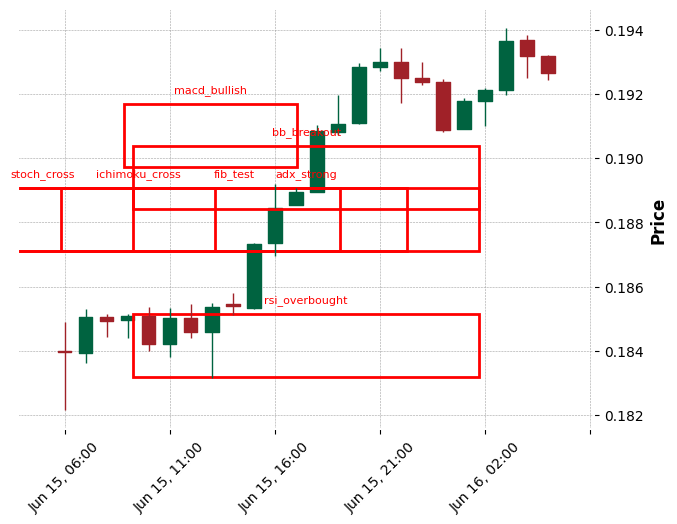 0.194
macd_bullish
0.192
bb_breakout
0.190
stoch_cross ichimoku_cross fib_test adx_strong
0.188
Price
0.186
rsi_overbought
0.184
0.182
Jun 15, 06:00
Jun 15, 11:00
Jun 15, 16:00
Jun 15, 21:00
Jun 16, 02:00